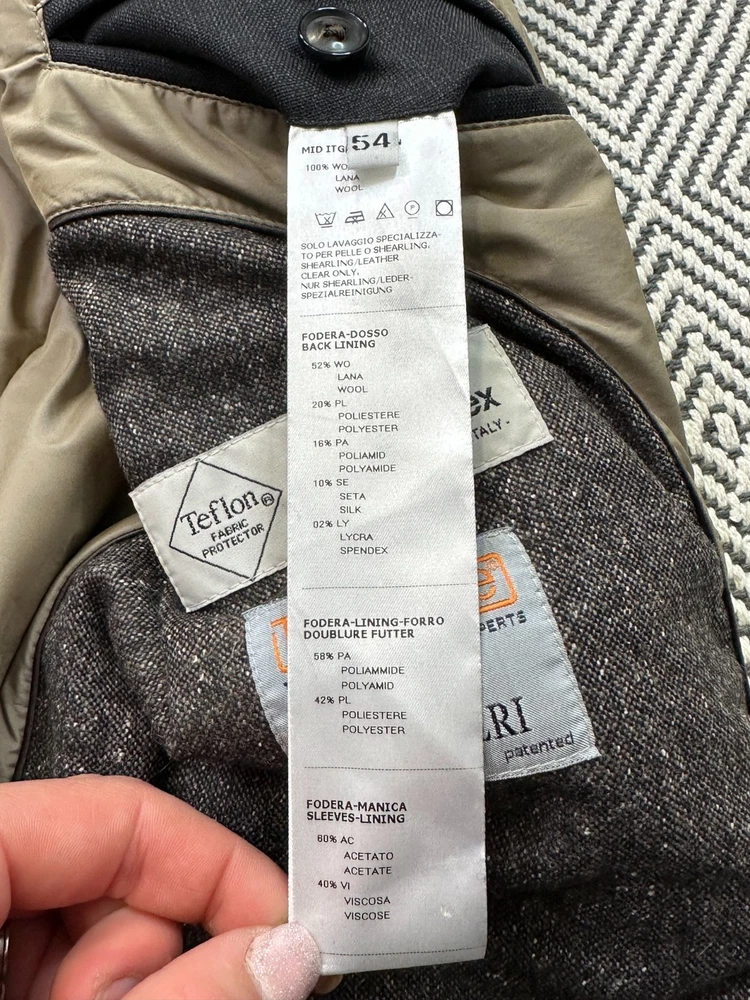 54
MID ITG
100% WO
LANA
WOOL
SOLO LAVAGGIO SPECIALIZZA-
TO PER PELLE O SHEARLING.
SHEARLING/LEATHER
CLEAR ONLY.
NUR SHEARLING/LEDER-
SPEZIALREINIGUNG
FODERA-DOSSO
BACK LINING
52% WO
LANA
WOOL
20% PL
POLIESTERE
POLYESTER
16% PA
POLIAMID
POLYAMIDE
10% SE
SETA
SILK
02% LY
LYCRA
SPENDEX
FODERA-LINING-FORRO
DOUBLURE FUTTER
58% PA
POLIAMMIDE
POLYAMID
42% PL
POLIESTERE
POLYESTER
FODERA-MANICA
SLEEVES-LINING
60% AC
ACETATO
ACETATE
40% VI
VISCOSA
VISCOSE
Teflon®
FABRIC
PROTECTOR
ex
TALY -
e
PERTS
RI
patented